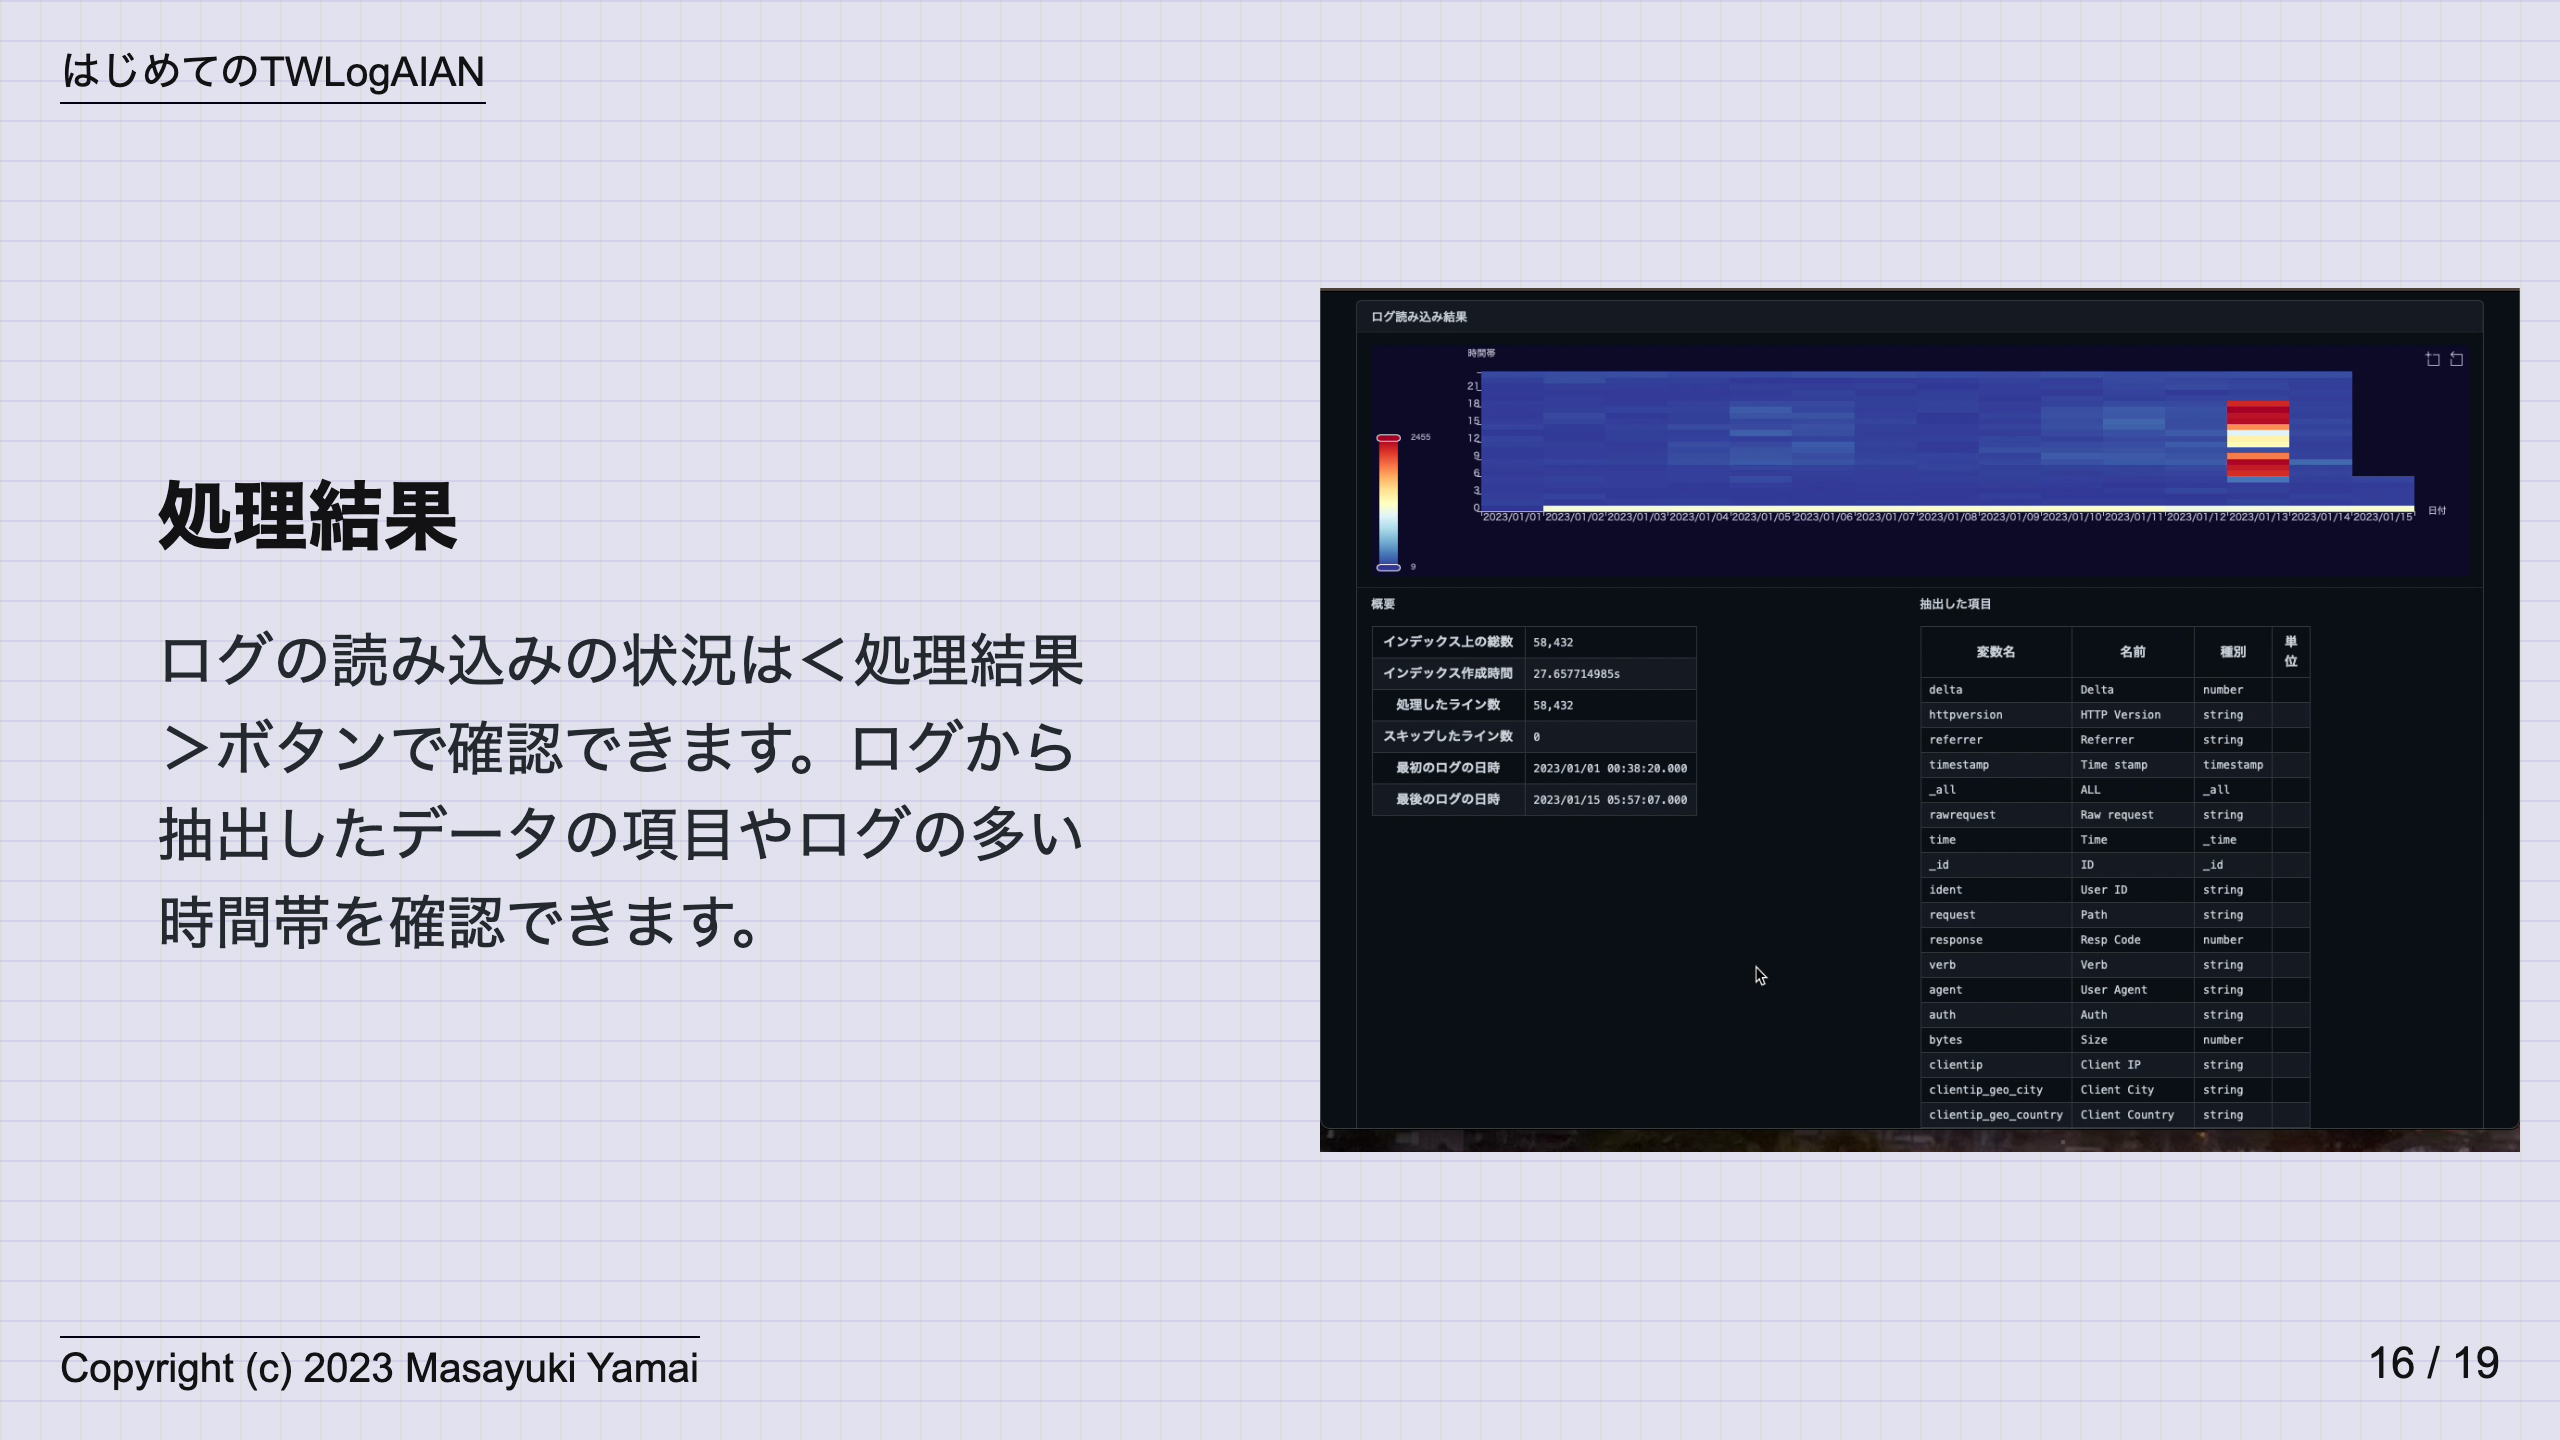 はじめてのTWLogAIAN
処理結果
ログの読み込みの状況は＜処理結果
＞ボタンで確認できます。ログから
抽出したデータの項目やログの多い
時間帯を確認できます。
ログ読み込み結果
時間帯
21
18
15
12
9
6
3
0
2455
9
2023/01/01 2023/01/02 2023/01/03 2023/01/04 2023/01/05 2023/01/06 2023/01/07 2023/01/08 2023/01/09 2023/01/10 2023/01/11 2023/01/12 2023/01/13 2023/01/14 2023/01/15
日付
概要
インデックス上の総数 58,432
インデックス作成時間 27.657714985s
処理したライン数 58,432
スキップしたライン数 0
最初のログの日時 2023/01/01 00:38:20.000
最後のログの日時 2023/01/15 05:57:07.000
抽出した項目
変数名 名前 種別 単位
delta Delta number
httpversion HTTP Version string
referrer Referrer string
timestamp Time stamp timestamp
_all ALL _all
rawrequest Raw request string
time Time _time
_id ID _id
ident User ID string
request Path string
response Resp Code number
verb Verb string
agent User Agent string
auth Auth string
bytes Size number
clientip Client IP string
clientip_geo_city Client City string
clientip_geo_country Client Country string
Copyright (c) 2023 Masayuki Yamai
16 / 19